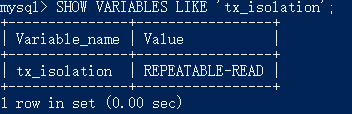 mysql> SHOW VARIABLES LIKE 'tx_isolation';
+---------------+-----------------+
| Variable_name | Value           |
+---------------+-----------------+
| tx_isolation  | REPEATABLE-READ |
+---------------+-----------------+
1 row in set (0.00 sec)